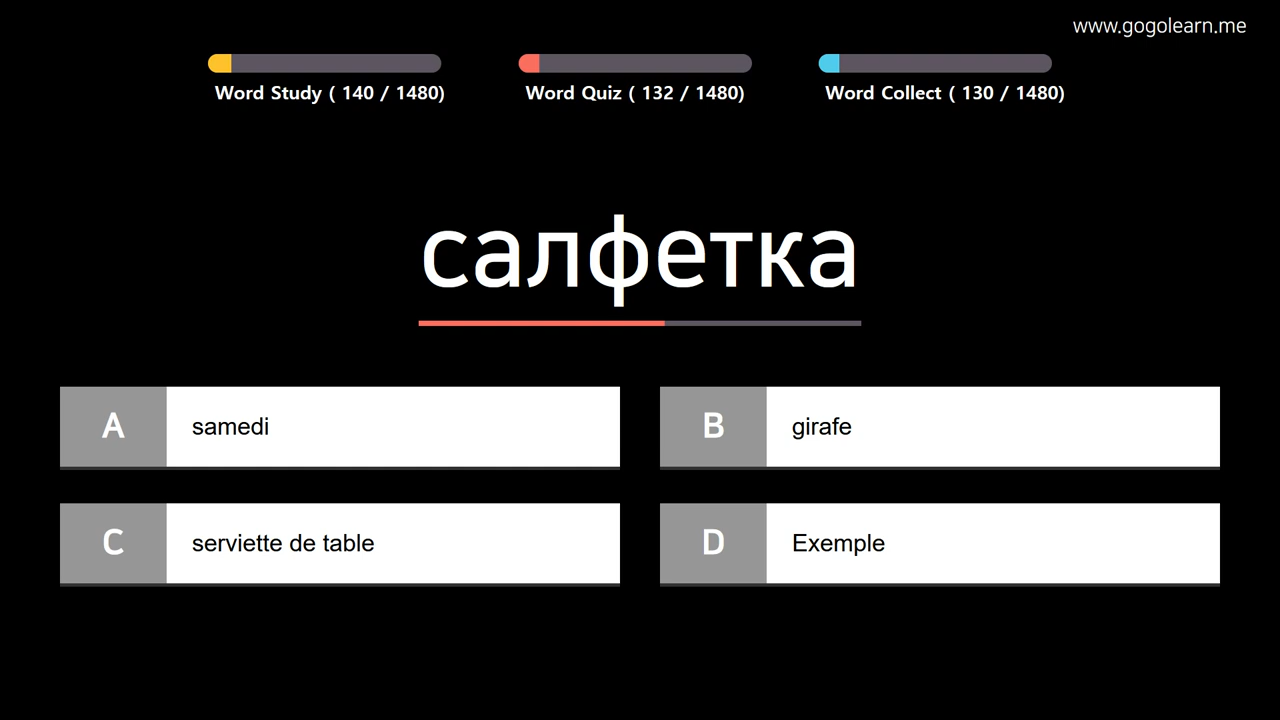 www.gogolearn.me
Word Study ( 140 / 1480)
Word Quiz ( 132 / 1480)
Word Collect ( 130 / 1480)
салфетка
A samedi
B girafe
C serviette de table
D Exemple